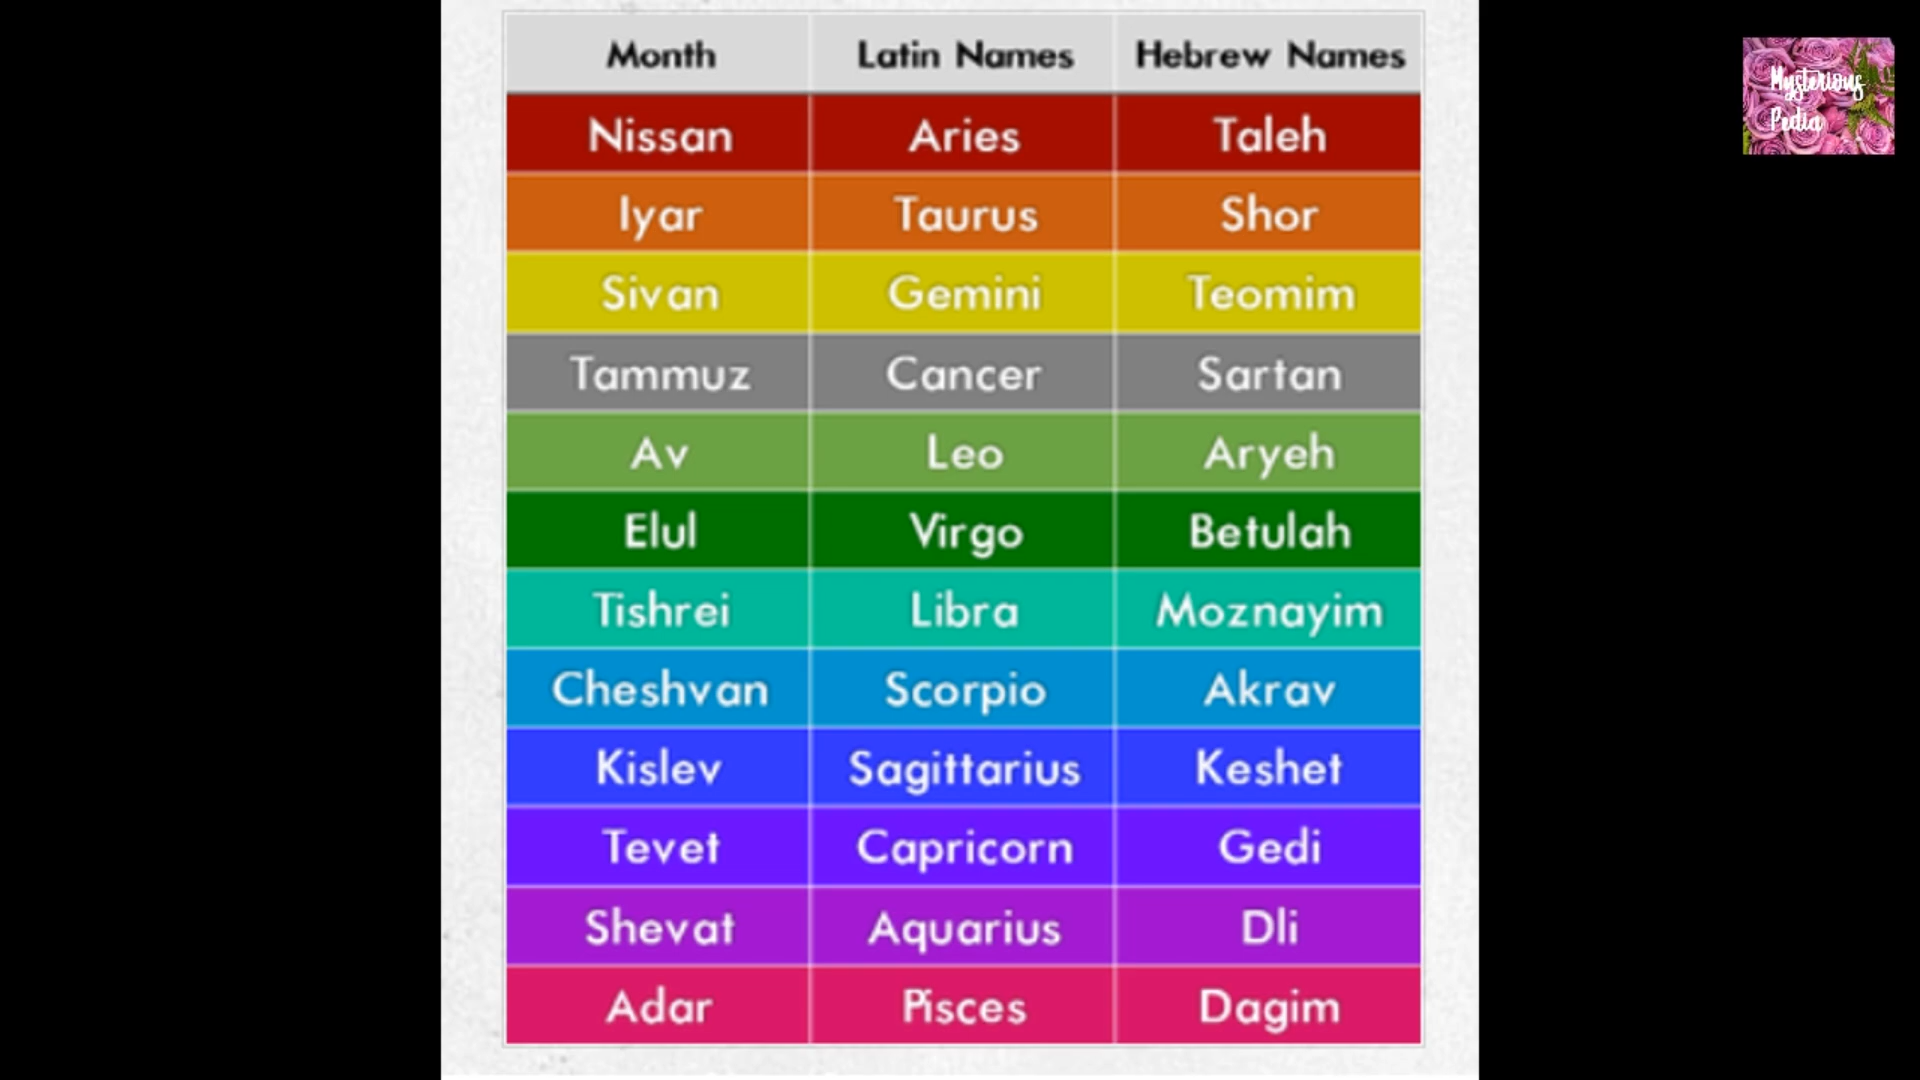 Month Latin Names Hebrew Names
Nissan Aries Taleh
Iyar Taurus Shor
Sivan Gemini Teomim
Tammuz Cancer Sartan
Av Leo Aryeh
Elul Virgo Betulah
Tishrei Libra Moznayim
Cheshvan Scorpio Akrav
Kislev Sagittarius Keshet
Tevet Capricorn Gedi
Shevat Aquarius Dli
Adar Pisces Dagim
Mysterious
Pedia